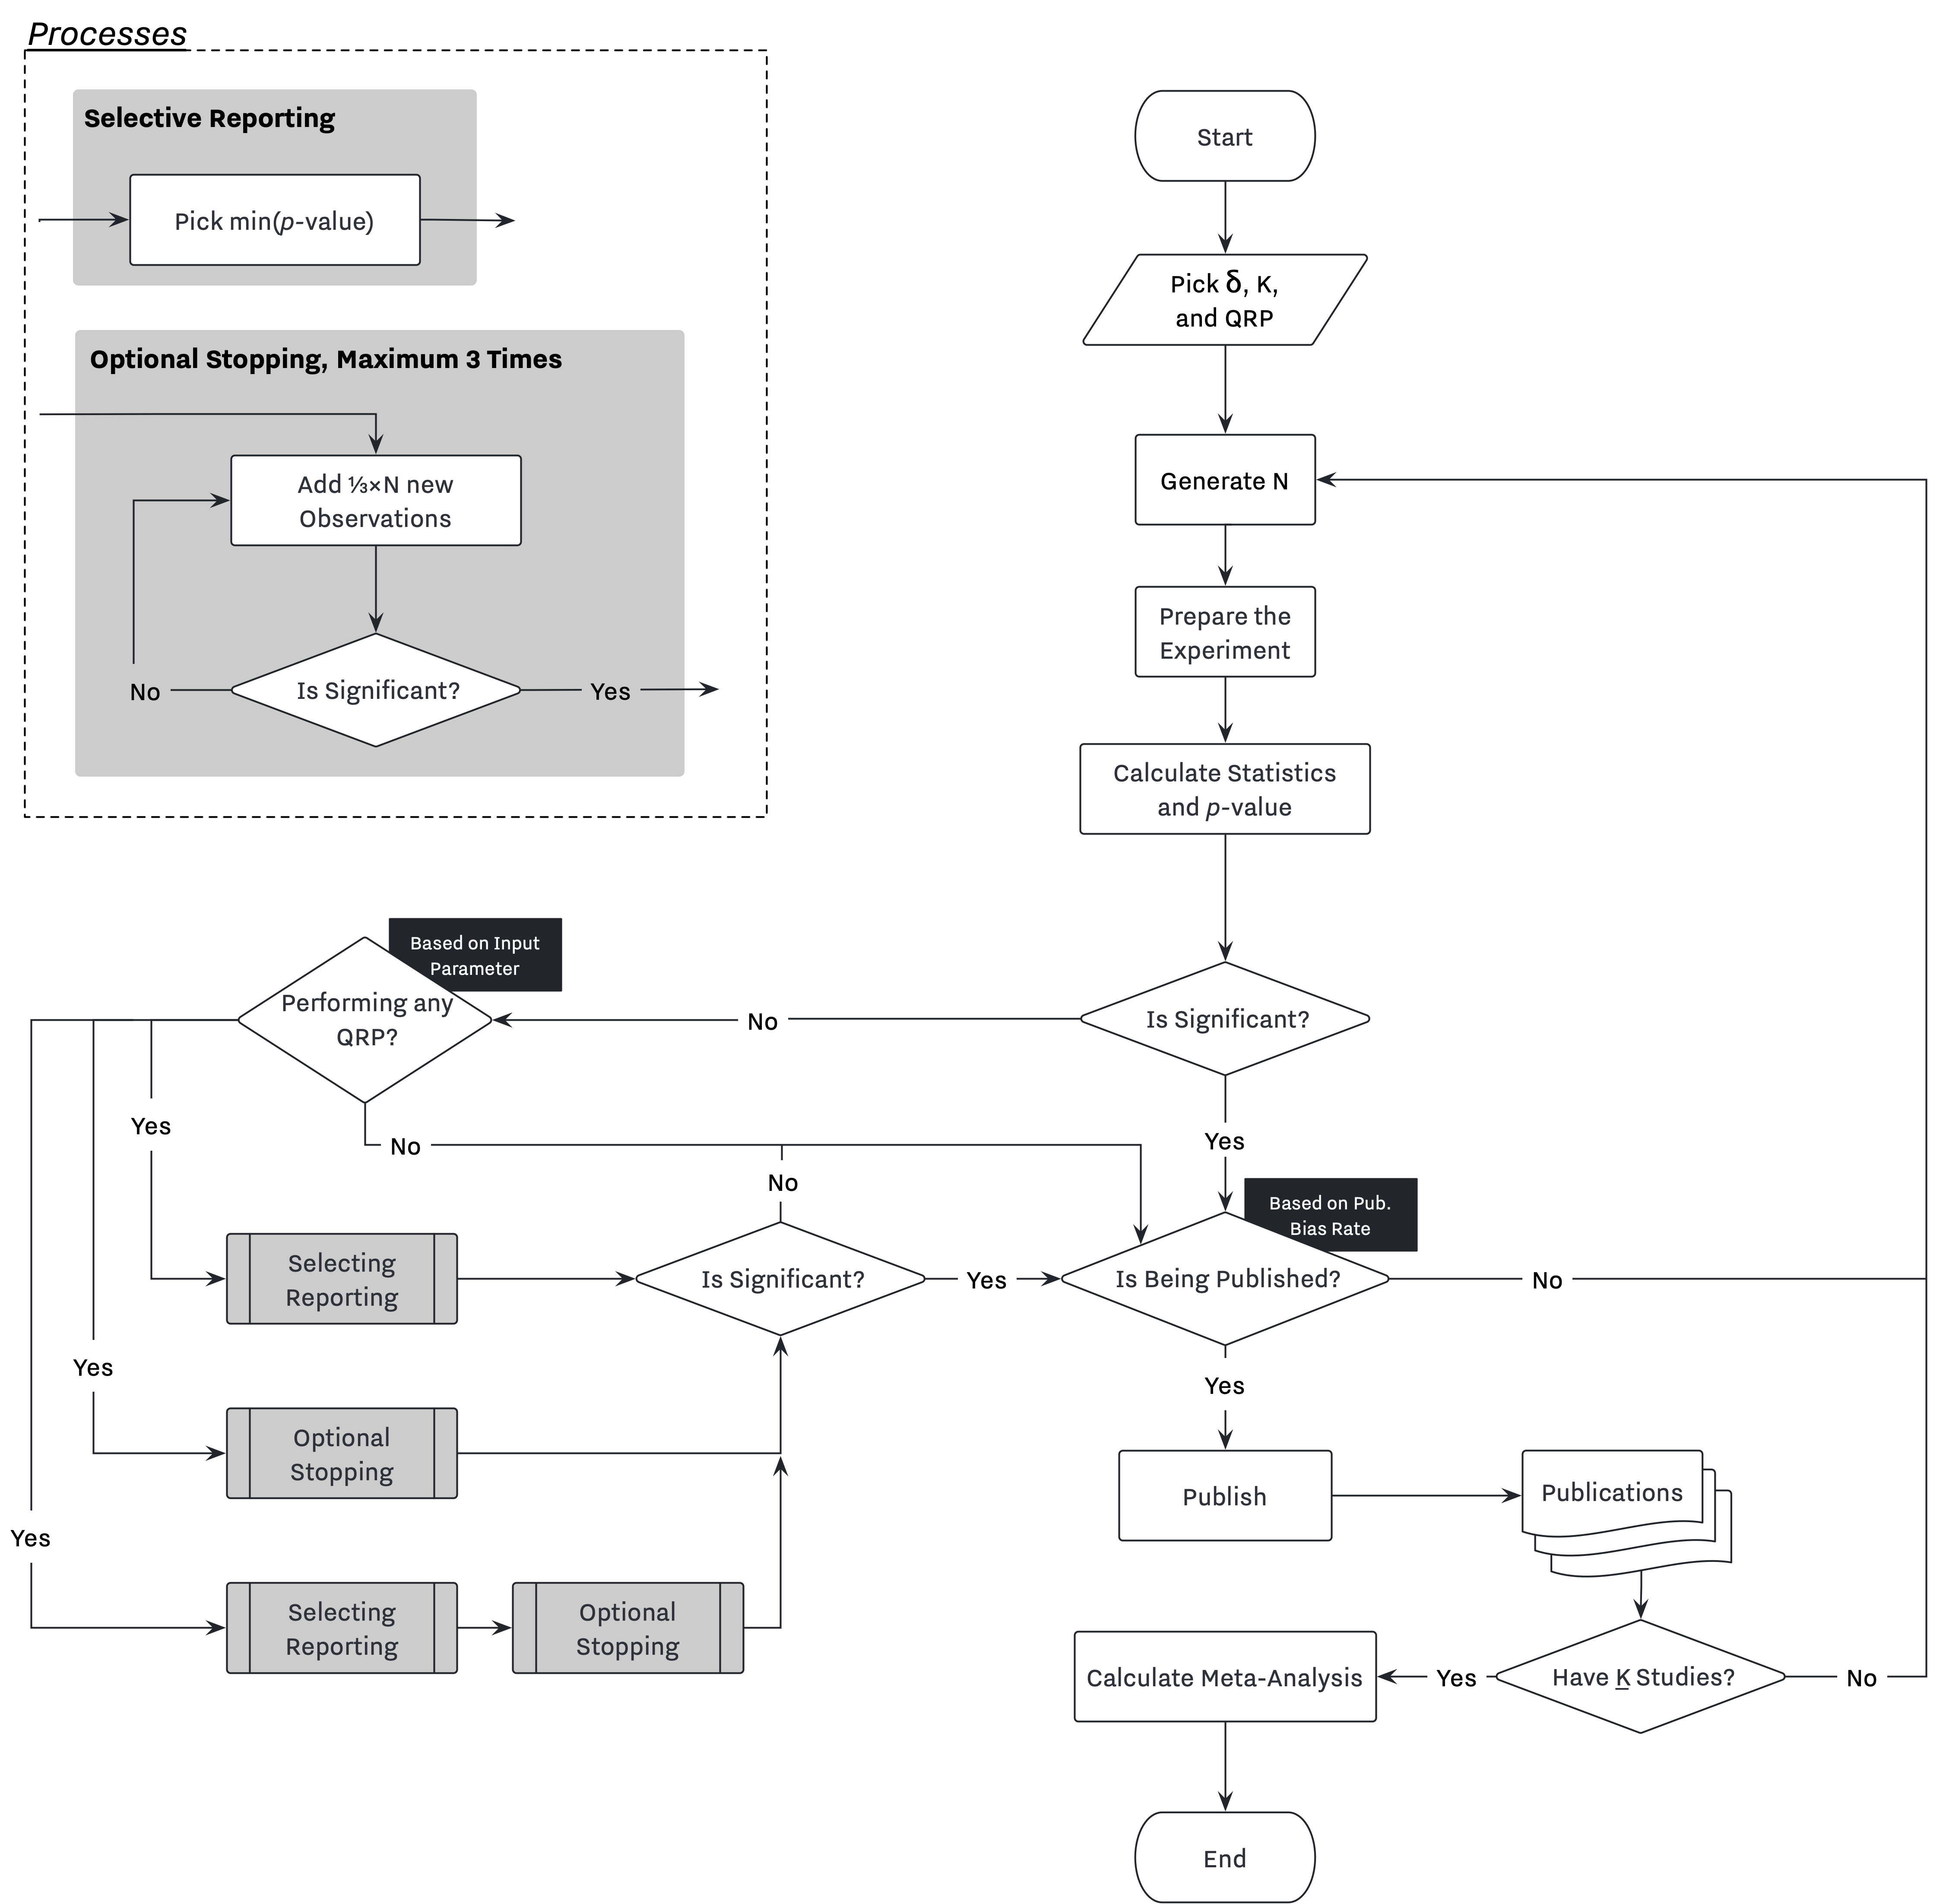 Processes
Selective Reporting
Pick min(p-value)
Optional Stopping, Maximum 3 Times
Add ⅓×N new
Observations
Is Significant?
No
Yes
Start
Pick δ, K,
and QRP
Generate N
Prepare the
Experiment
Calculate Statistics
and p-value
Is Significant?
No
Yes
Based on Input
Parameter
Performing any
QRP?
No
Yes
Yes
Yes
Selecting
Reporting
Optional
Stopping
Selecting
Reporting
Optional
Stopping
Is Significant?
No
Yes
Based on Pub.
Bias Rate
Is Being Published?
No
Yes
Publish
Publications
Have K Studies?
No
Yes
Calculate Meta-Analysis
End